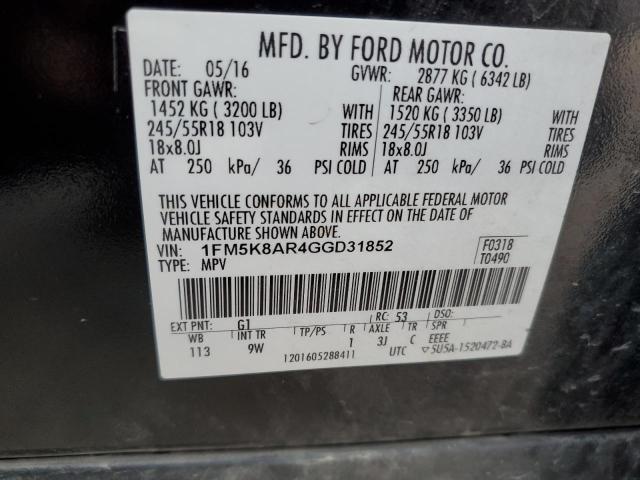 MFD. BY FORD MOTOR CO.
DATE: 05/16 GVWR: 2877 KG ( 6342 LB)
FRONT GAWR: REAR GAWR:
1452 KG ( 3200 LB) WITH 1520 KG ( 3350 LB) WITH
245/55R18 103V TIRES 245/55R18 103V TIRES
18x8.0J RIMS 18x8.0J RIMS
AT 250 kPa/ 36 PSI COLD AT 250 kPa/ 36 PSI COLD
THIS VEHICLE CONFORMS TO ALL APPLICABLE FEDERAL MOTOR
VEHICLE SAFETY STANDARDS IN EFFECT ON THE DATE OF
MANUFACTURE SHOWN ABOVE.
VIN: 1FM5K8AR4GGD31852 F0318
TYPE: MPV T0490
EXT PNT: G1 RC: 53 DSO:
WB INT TR TP/PS R AXLE TR SPR
113 9W 1 3J C EEEE
1201605288411 UTC ▽5U5A-1520472-BA